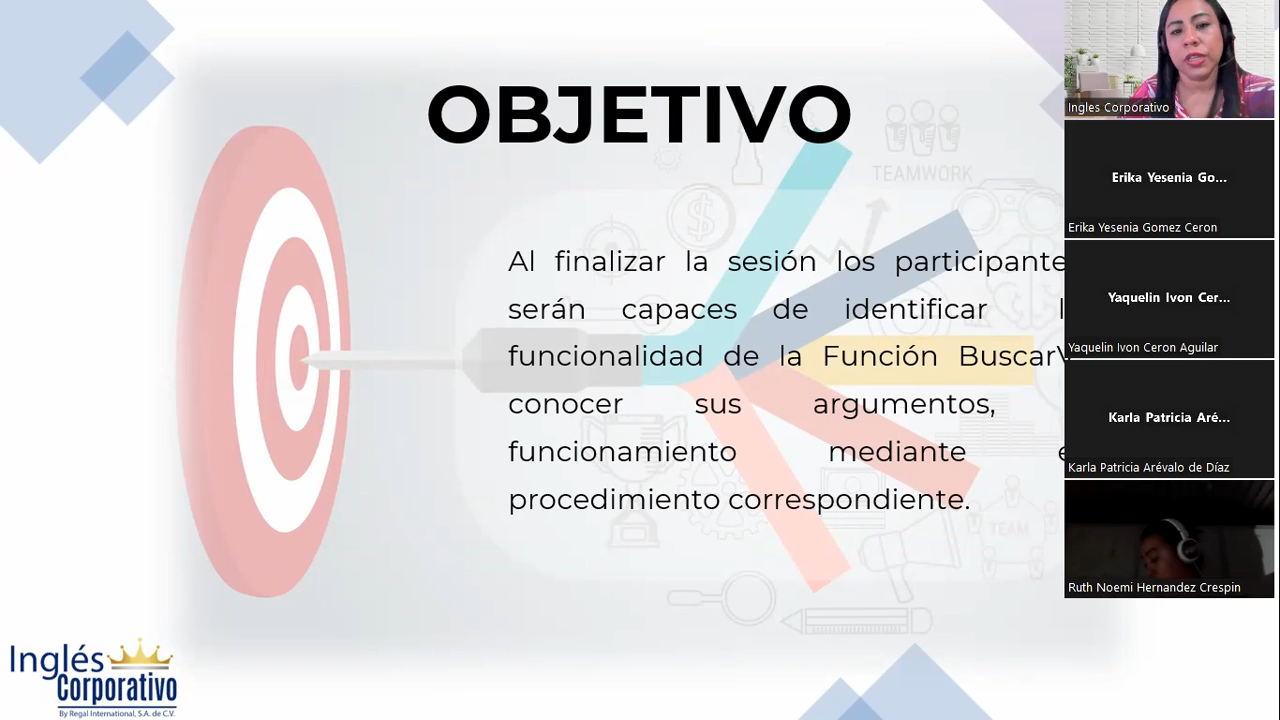 OBJETIVO
TEAMWORK
Al finalizar la sesión los participante
serán capaces de identificar
funcionalidad de la Función Buscar
conocer sus argumentos,
funcionamiento mediante
procedimiento correspondiente.
TEAM
Inglés
Corporativo
By Regal International, S.A. de C.V.
Ingles Corporativo
Erika Yesenia Go...
Erika Yesenia Gomez Ceron
Yaquelin Ivon Cer...
Yaquelin Ivon Ceron Aguilar
Karla Patricia Aré...
Karla Patricia Arévalo de Díaz
Ruth Noemi Hernandez Crespin